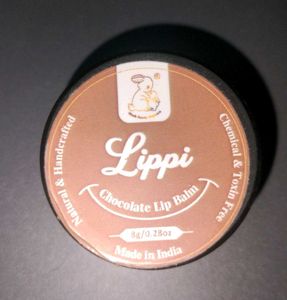 Lippi
Chocolate Lip Balm
8g/0.28oz
Made in India
Natural & Handcrafted
Chemical & Toxin Free